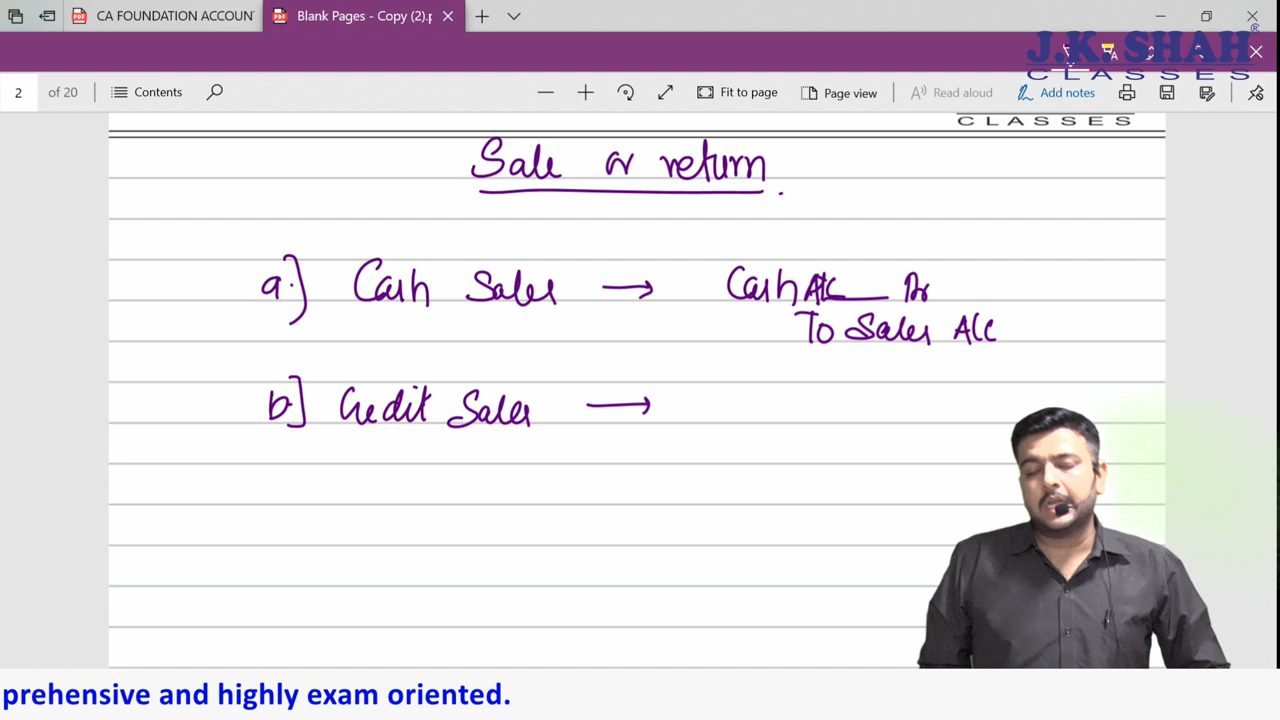 CA FOUNDATION ACCOUNT
Blank Pages - Copy (2).p
J.K. SHAH®
CLASSES
2 of 20 Contents Fit to page Page view Read aloud Add notes
CLASSES
Sale or return.
a.) Cash Sales → Cash A/c Dr
To Sales A/C
b] Credit Sales →
prehensive and highly exam oriented.